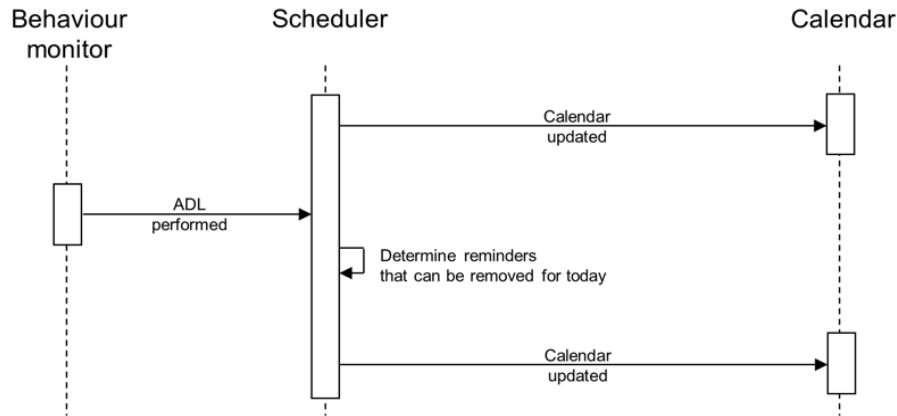 Behaviour
monitor
Scheduler
Calendar
Calendar
updated
ADL
performed
Determine reminders
that can be removed for today
Calendar
updated